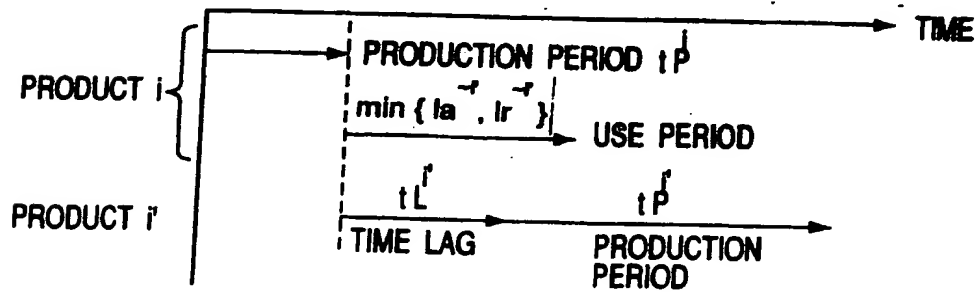 TIME
PRODUCTION PERIOD tP^i
PRODUCT i
min { la^-i', lr^-i' }
USE PERIOD
PRODUCT i'
tL^i'
tP^i'
TIME LAG
PRODUCTION
PERIOD